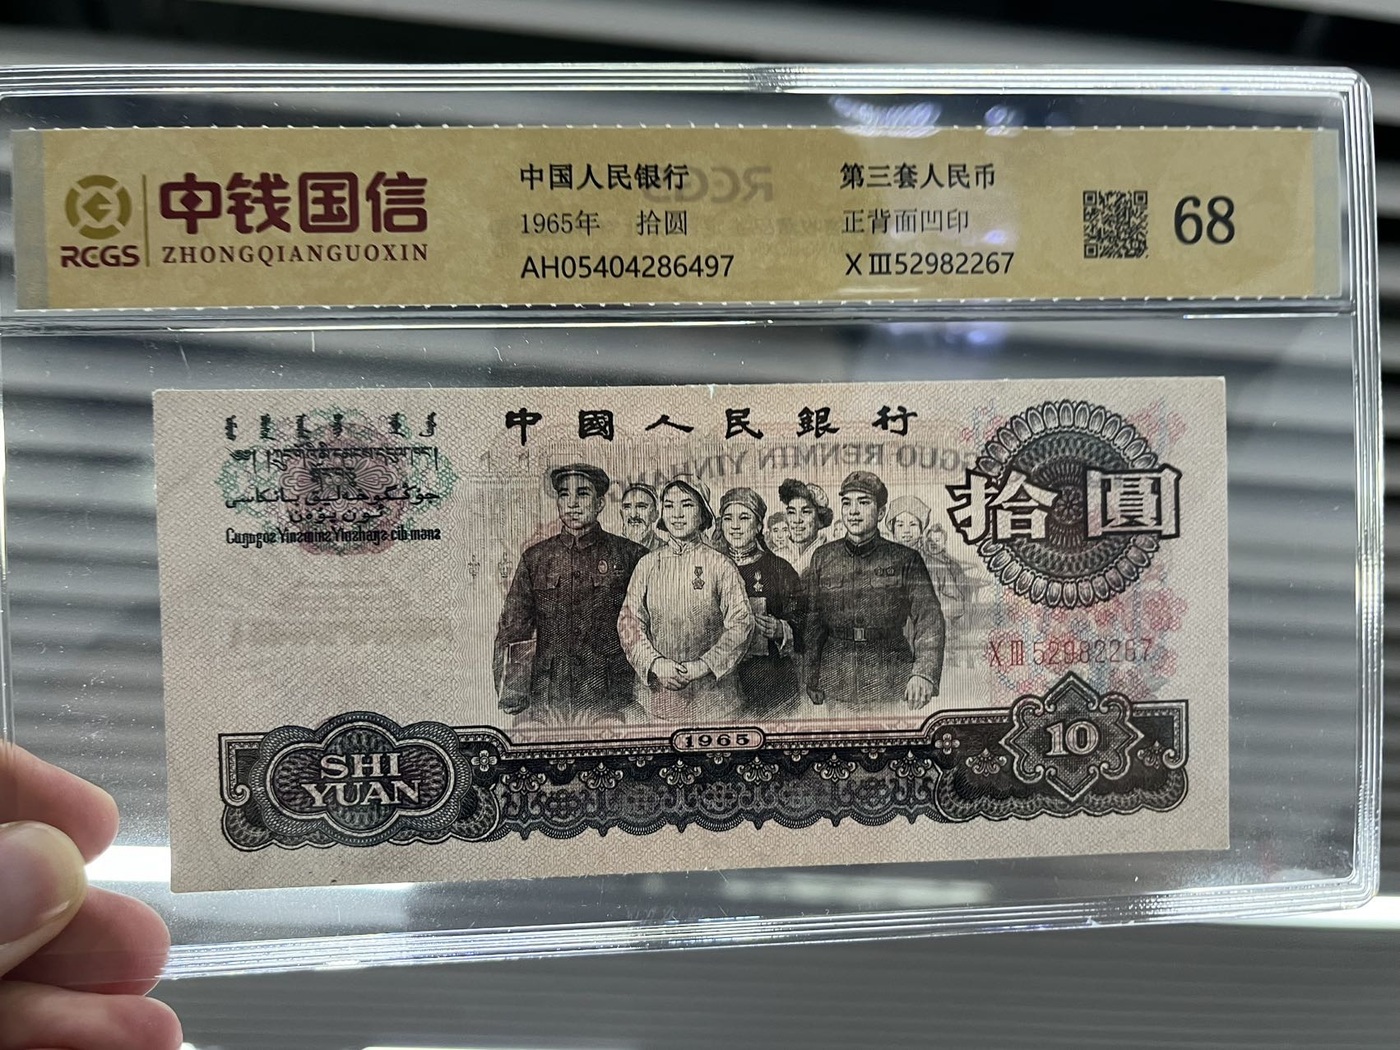 中钱国信
RCGS
ZHONGQIANGUOXIN
中国人民银行
1965年 拾圆
AH05404286497
第三套人民币
正背面凹印
XⅢ52982267
68
中國人民銀行
拾圓
XⅢ52982267
1965
SHI
YUAN
10